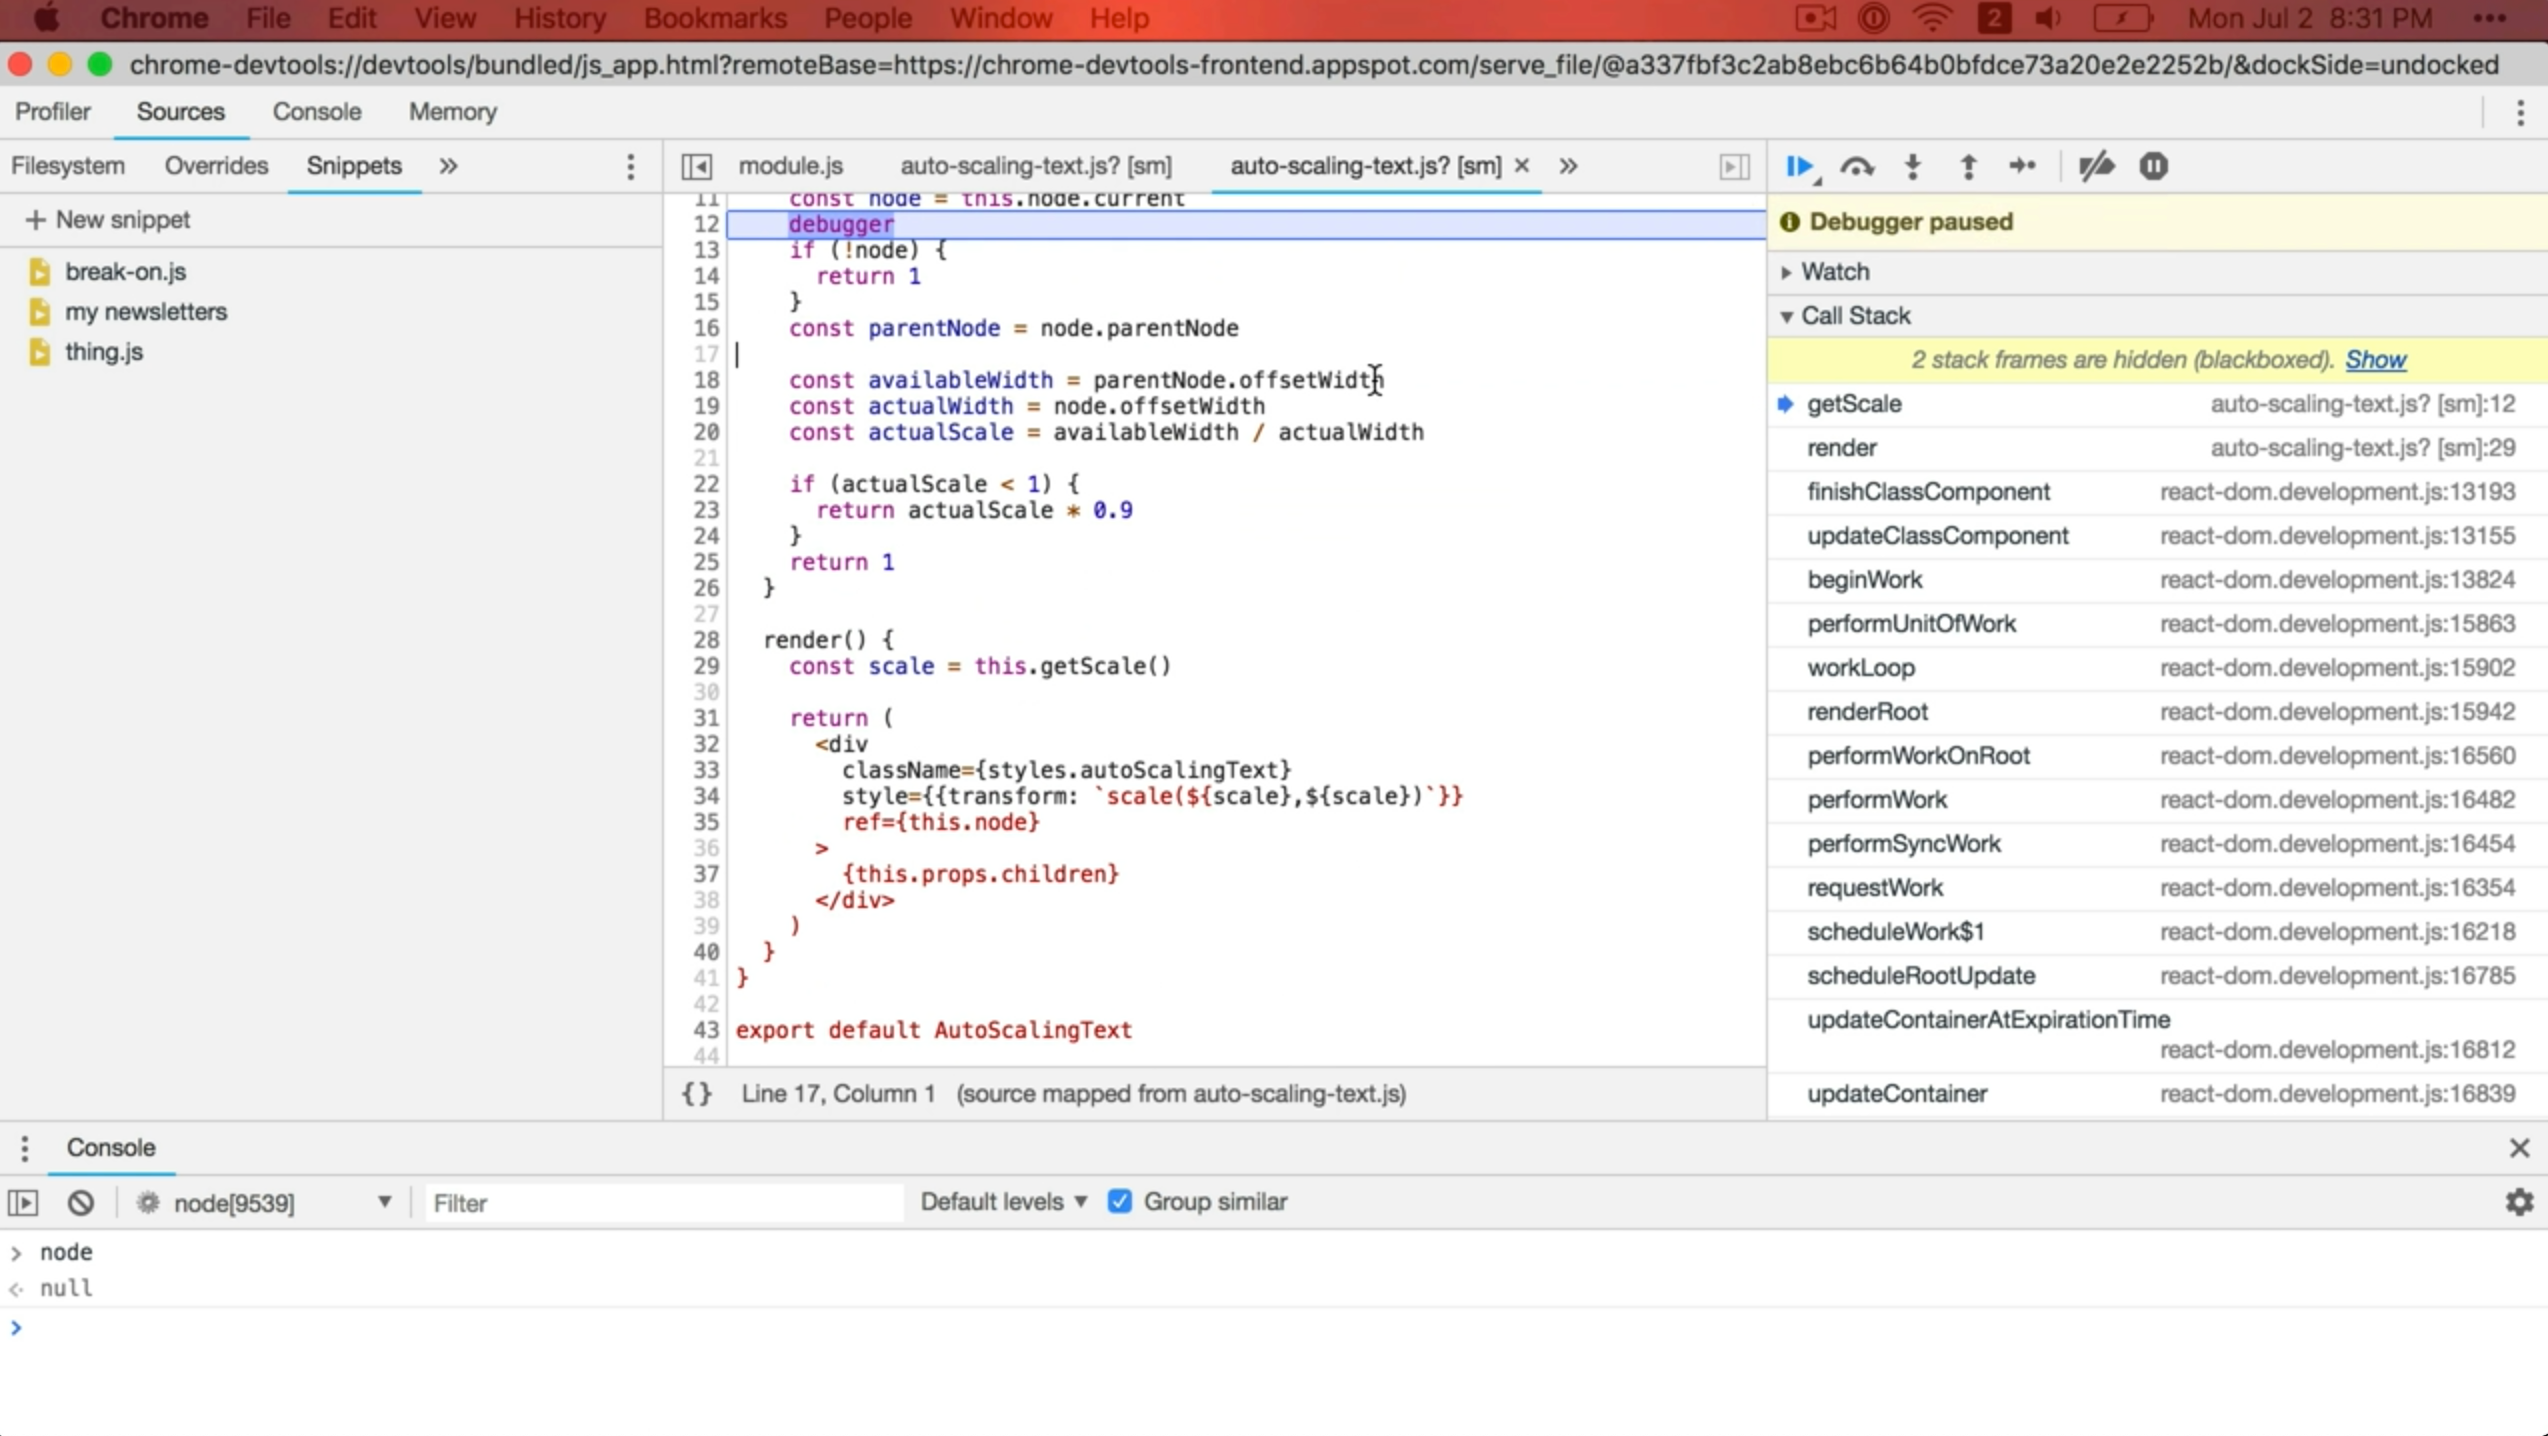 Chrome File Edit View History Bookmarks People Window Help 2 Mon Jul 2 8:31 PM
chrome-devtools://devtools/bundled/js_app.html?remoteBase=https://chrome-devtools-frontend.appspot.com/serve_file/@a337fbf3c2ab8ebc6b64b0bfdce73a20e2e2252b/&dockSide=undocked
Profiler Sources Console Memory
Filesystem Overrides Snippets »
+ New snippet
break-on.js
my newsletters
thing.js
module.js auto-scaling-text.js? [sm] auto-scaling-text.js? [sm] × »
11 const node = this.node.current
12 debugger
13 if (!node) {
14 return 1
15 }
16 const parentNode = node.parentNode
17
18 const availableWidth = parentNode.offsetWidth
19 const actualWidth = node.offsetWidth
20 const actualScale = availableWidth / actualWidth
21
22 if (actualScale < 1) {
23 return actualScale * 0.9
24 }
25 return 1
26 }
27
28 render() {
29 const scale = this.getScale()
30
31 return (
32 <div
33 className={styles.autoScalingText}
34 style={{transform: `scale(${scale},${scale})`}}
35 ref={this.node}
36 >
37 {this.props.children}
38 </div>
39 )
40 }
41 }
42
43 export default AutoScalingText
44
{} Line 17, Column 1 (source mapped from auto-scaling-text.js)
Debugger paused
Watch
Call Stack
2 stack frames are hidden (blackboxed). Show
getScale auto-scaling-text.js? [sm]:12
render auto-scaling-text.js? [sm]:29
finishClassComponent react-dom.development.js:13193
updateClassComponent react-dom.development.js:13155
beginWork react-dom.development.js:13824
performUnitOfWork react-dom.development.js:15863
workLoop react-dom.development.js:15902
renderRoot react-dom.development.js:15942
performWorkOnRoot react-dom.development.js:16560
performWork react-dom.development.js:16482
performSyncWork react-dom.development.js:16454
requestWork react-dom.development.js:16354
scheduleWork$1 react-dom.development.js:16218
scheduleRootUpdate react-dom.development.js:16785
updateContainerAtExpirationTime
react-dom.development.js:16812
updateContainer react-dom.development.js:16839
Console
node[9539] Filter Default levels Group similar
> node
null
>